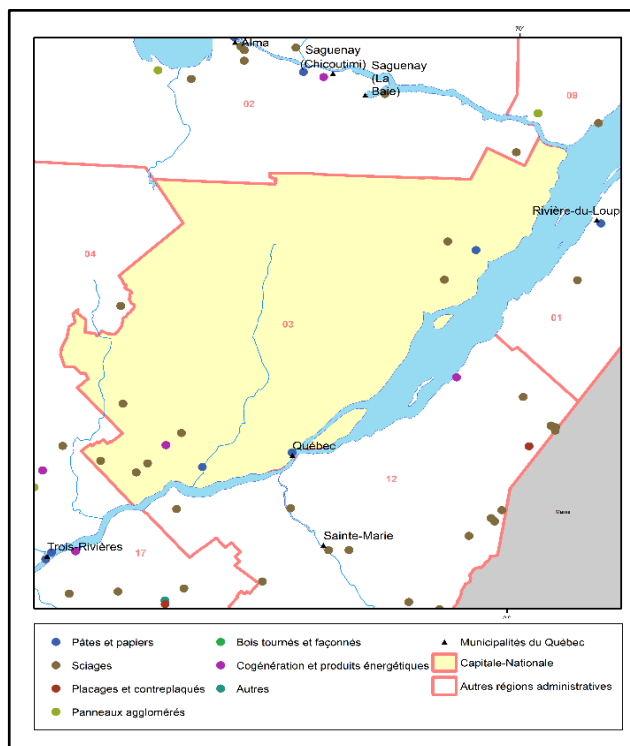 70°
Alma
Saguenay
(Chicoutimi)
Saguenay
(La
Baie)
02
09
Rivière-du-Loup
04
01
03
Québec
12
Sainte-Marie
Trois-Rivières
17
Pâtes et papiers
Sciages
Placages et contreplaqués
Panneaux agglomérés
Bois tournés et façonnés
Cogénération et produits énergétiques
Autres
Municipalités du Québec
Capitale-Nationale
Autres régions administratives